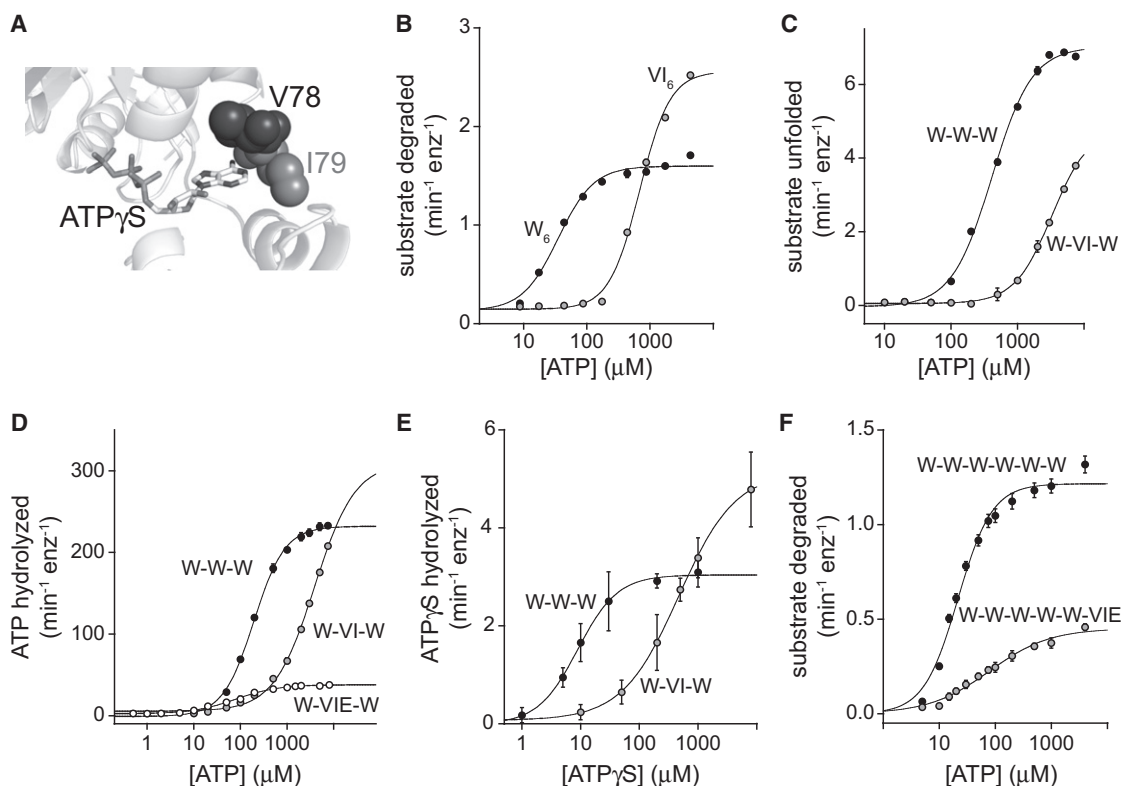 A
V78
I79
ATPγS
B
substrate degraded
(min⁻¹ enz⁻¹)
3
2
1
0
VI₆
W₆
10
100
1000
[ATP] (μM)
C
substrate unfolded
(min⁻¹ enz⁻¹)
6
4
2
0
W-W-W
W-VI-W
10
100
1000
[ATP] (μM)
D
ATP hydrolyzed
(min⁻¹ enz⁻¹)
300
200
100
0
W-W-W
W-VI-W
W-VIE-W
1
10
100
1000
[ATP] (μM)
E
ATPγS hydrolyzed
(min⁻¹ enz⁻¹)
6
4
2
0
W-W-W
W-VI-W
1
10
100
1000
[ATPγS] (μM)
F
substrate degraded
(min⁻¹ enz⁻¹)
1.5
1.0
0.5
0.0
W-W-W-W-W-W
W-W-W-W-W-VIE
10
100
1000
[ATP] (μM)